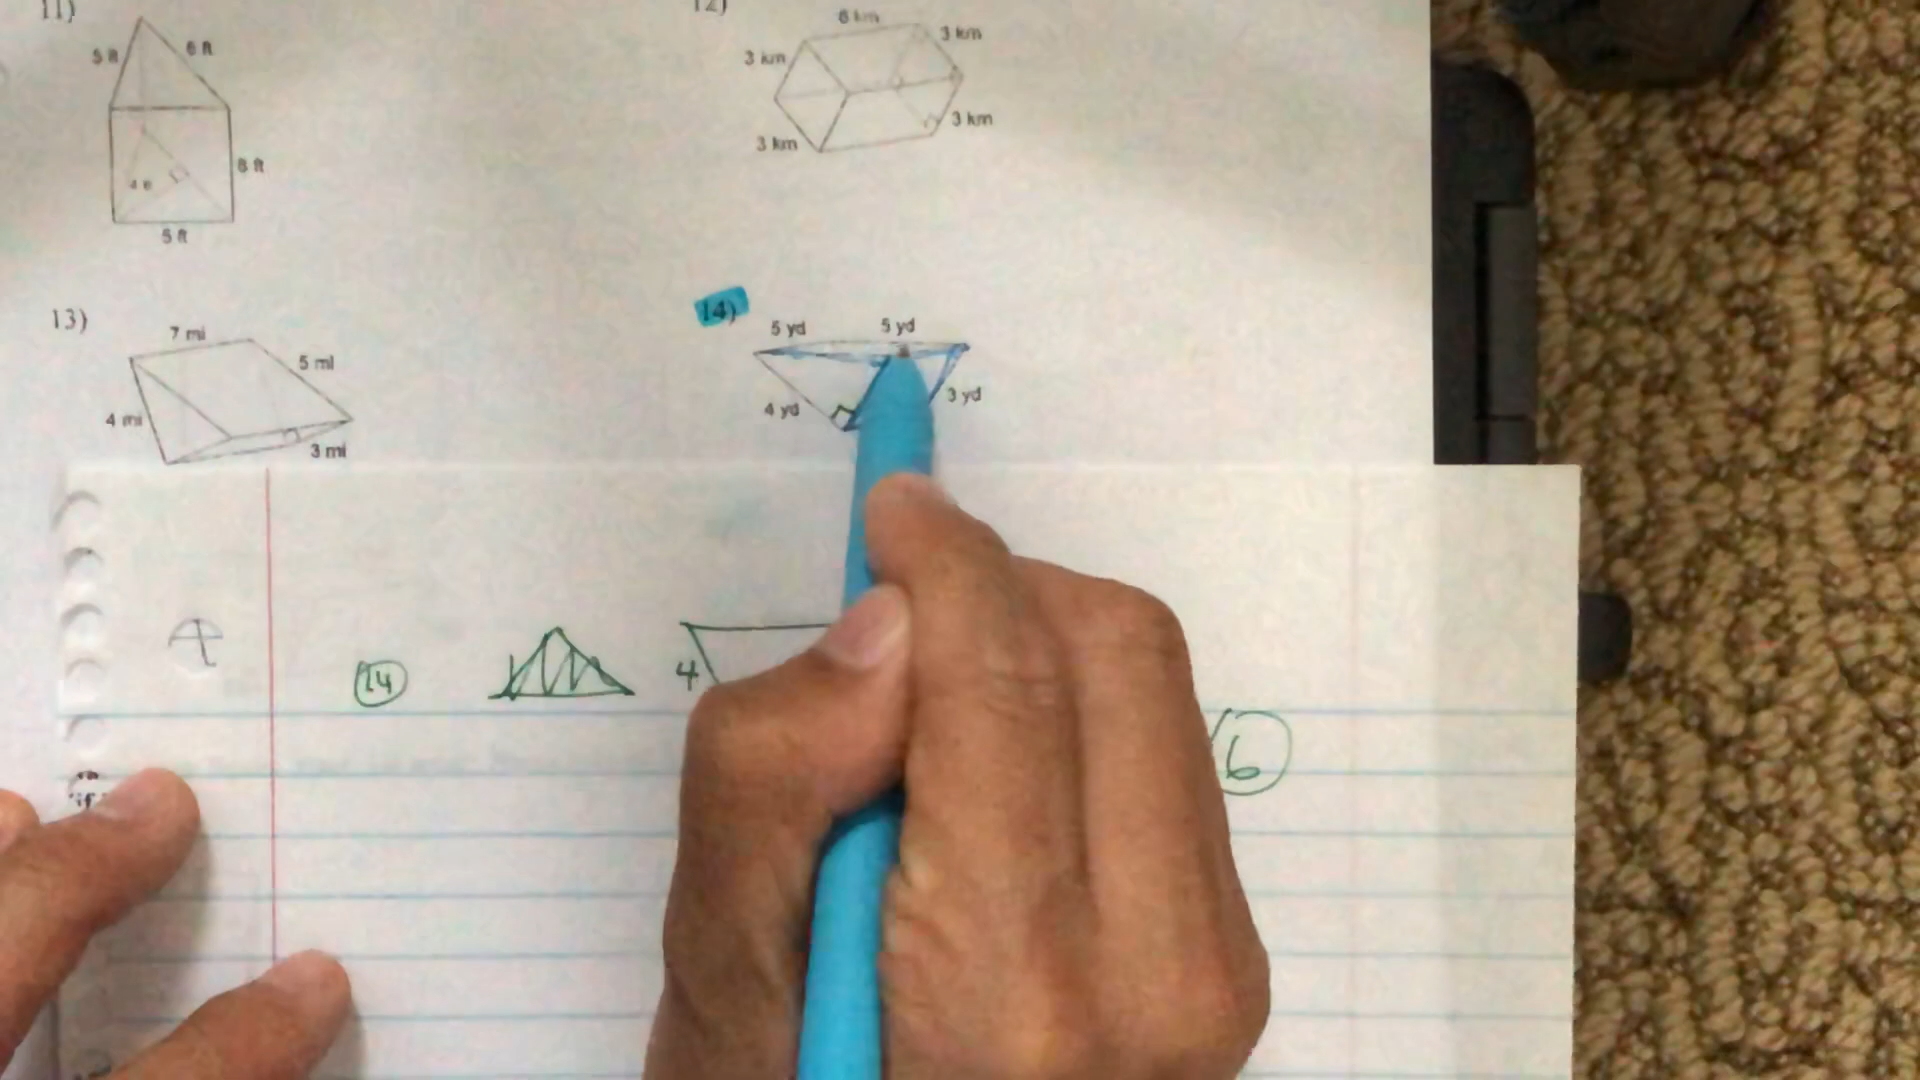 11)
5 ft
6 ft
8 ft
5 ft
12)
6 km
3 km
3 km
3 km
3 km
13)
7 mi
5 mi
4 mi
3 mi
14)
5 yd
5 yd
4 yd
3 yd
14
4
6